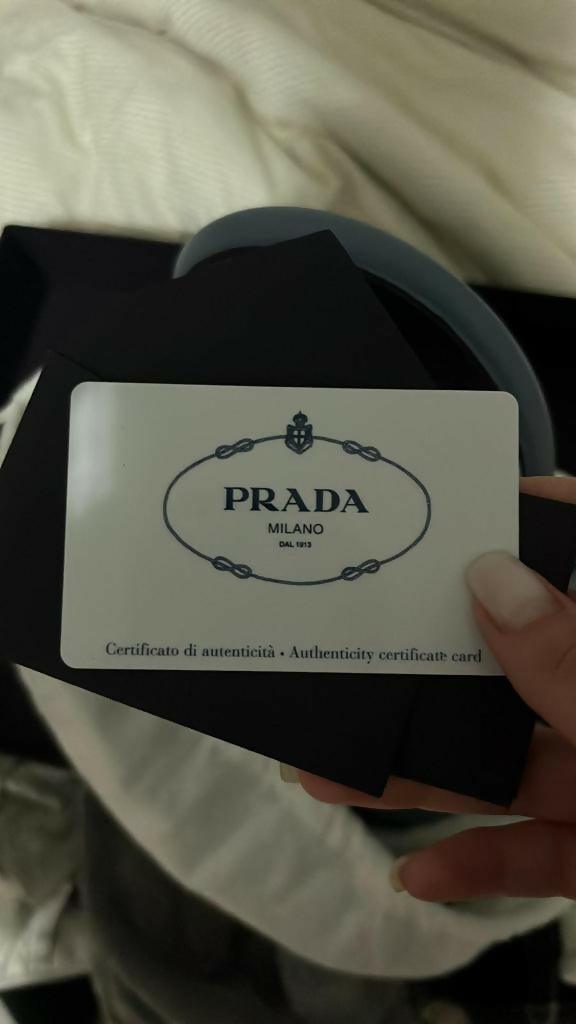 PRADA
MILANO
DAL 1913
Certificato di autenticità • Authenticity certificate card